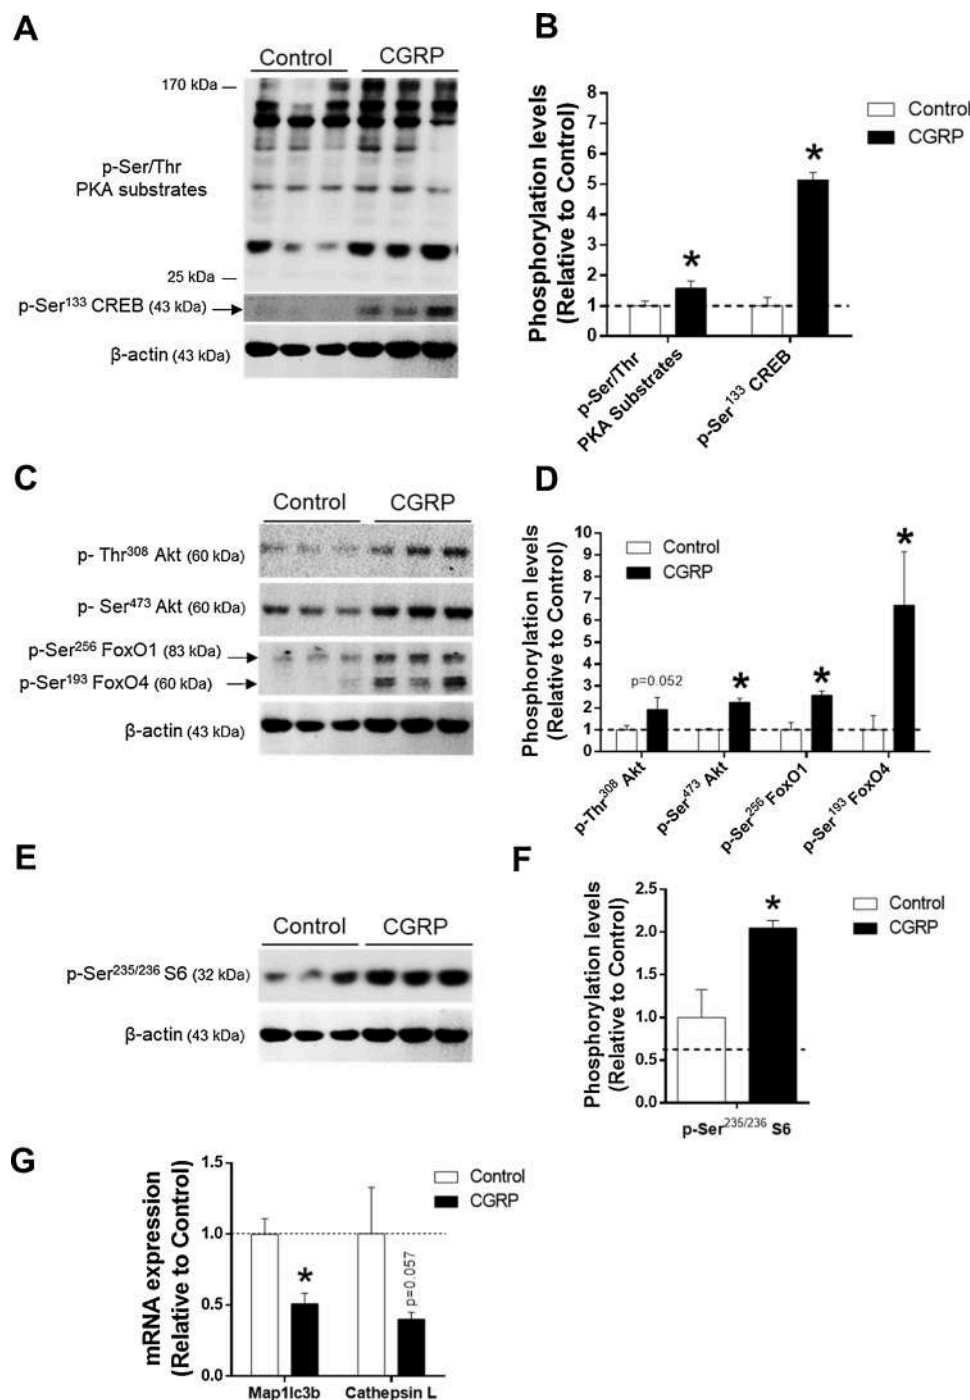 A
Control CGRP
170 kDa
p-Ser/Thr
PKA substrates
25 kDa
p-Ser133 CREB (43 kDa)
β-actin (43 kDa)
B
Phosphorylation levels
(Relative to Control)
8
7
6
5
4
3
2
1
0
Control
CGRP
*
*
p-Ser/Thr
PKA Substrates
p-Ser133 CREB
C
Control CGRP
p- Thr308 Akt (60 kDa)
p- Ser473 Akt (60 kDa)
p-Ser256 FoxO1 (83 kDa)
p-Ser193 FoxO4 (60 kDa)
β-actin (43 kDa)
D
Phosphorylation levels
(Relative to Control)
10
9
8
7
6
5
4
3
2
1
0
Control
CGRP
p=0.052
*
*
*
p-Thr308 Akt
p-Ser473 Akt
p-Ser256 FoxO1
p-Ser193 FoxO4
E
Control CGRP
p-Ser235/236 S6 (32 kDa)
β-actin (43 kDa)
F
Phosphorylation levels
(Relative to Control)
2.5
2.0
1.5
1.0
0.5
0.0
*
Control
CGRP
p-Ser235/236 S6
G
mRNA expression
(Relative to Control)
1.5
1.0
0.5
0.0
Control
CGRP
*
p=0.057
Map1lc3b Cathepsin L